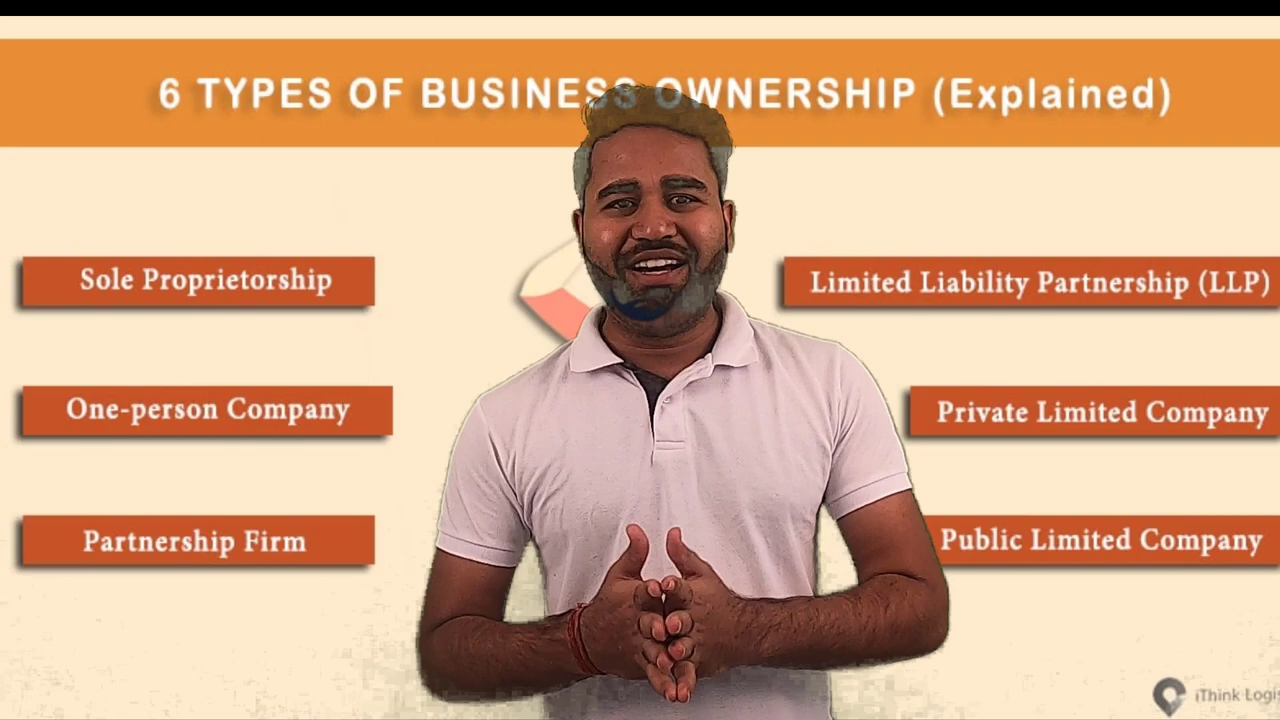 6 TYPES OF BUSINESS OWNERSHIP (Explained)
Sole Proprietorship
Limited Liability Partnership (LLP)
One-person Company
Private Limited Company
Partnership Firm
Public Limited Company
iThink